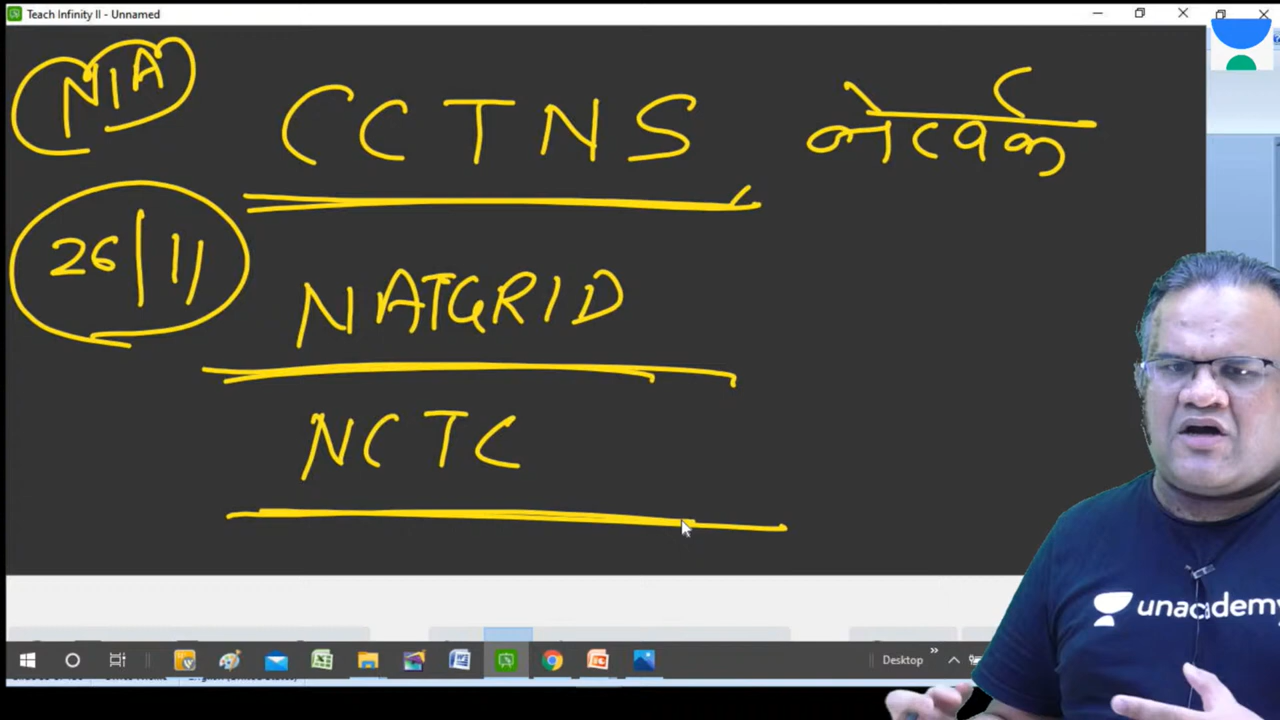 Teach Infinity II - Unnamed
NIA
CCTNS
नेटवर्क
26/11
NATGRID
NCTC
unacademy
Desktop